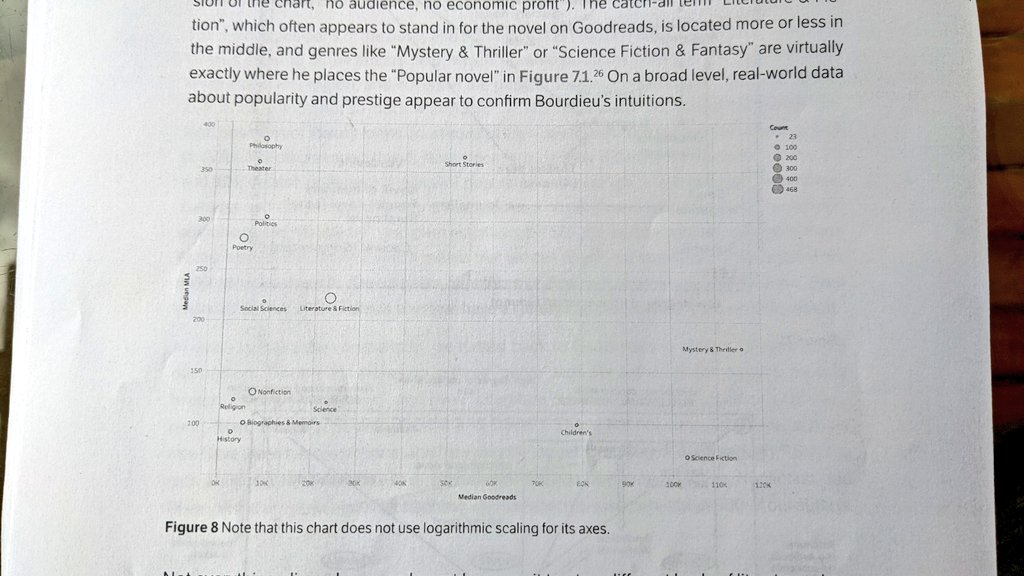 sion of the chart, "no audience, no economic profit"). The catch-all term "Literature & Fic-
tion", which often appears to stand in for the novel on Goodreads, is located more or less in
the middle, and genres like "Mystery & Thriller" or "Science Fiction & Fantasy" are virtually
exactly where he places the "Popular novel" in Figure 7.1.²⁶ On a broad level, real-world data
about popularity and prestige appear to confirm Bourdieu's intuitions.
400
Philosophy
Count
23
100
200
300
400
468
Theater
Short Stories
350
300
Politics
Poetry
250
Median MLA
Social Sciences
Literature & Fiction
200
Mystery & Thriller
150
Nonfiction
Religion
Science
100
Biographies & Memoirs
Children's
History
Science Fiction
0K 10K 20K 30K 40K 50K 60K 70K 80K 90K 100K 110K 120K
Median Goodreads
Figure 8 Note that this chart does not use logarithmic scaling for its axes.